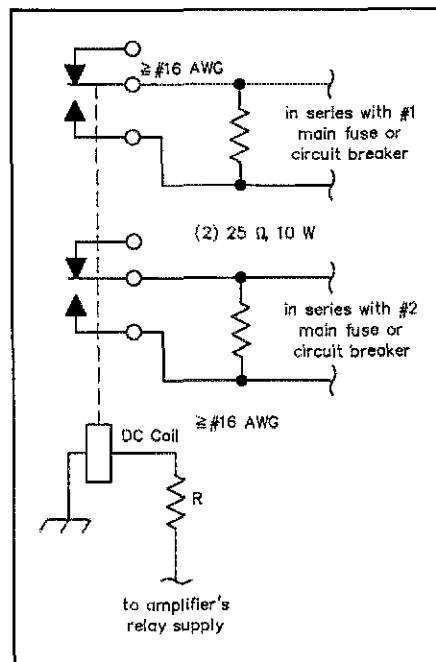 ≧#16 AWG
in series with #1
main fuse or
circuit breaker
(2) 25 Ω, 10 W
in series with #2
main fuse or
circuit breaker
≧#16 AWG
DC Coil
R
to amplifier's
relay supply